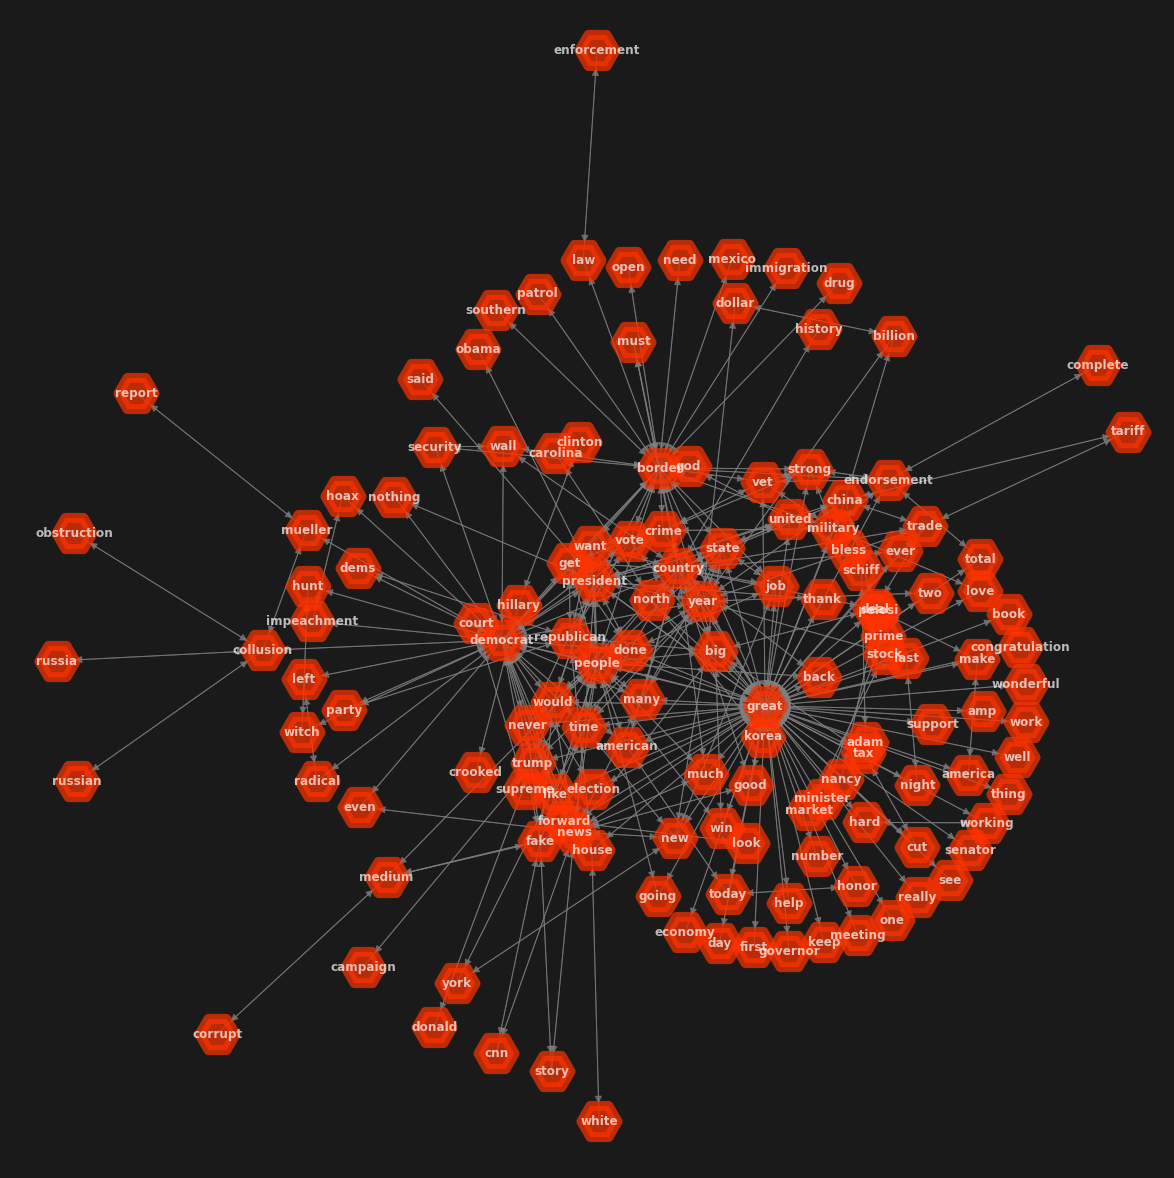 enforcement
law
open
need
mexico
immigration
drug
patrol
southern
dollar
history
billion
must
obama
said
complete
report
tariff
security
wall
clinton
carolina
border
god
strong
vet
endorsement
hoax
nothing
china
obstruction
mueller
united
military
trade
crime
vote
want
state
bless
ever
total
dems
get
country
schiff
president
hunt
job
love
north
year
thank
two
hillary
book
impeachment
court
pelosi
democrat
republican
prime
collusion
done
big
congratulation
russia
people
stock
make
left
back
wonderful
would
many
great
party
amp
never
time
support
work
witch
korea
american
adam
tax
well
trump
crooked
much
america
radical
nancy
supreme
like
election
good
night
thing
russian
minister
even
market
forward
hard
working
news
win
fake
new
look
house
cut
senator
number
medium
see
honor
today
going
help
really
one
economy
day
first
governor
keep
meeting
campaign
york
donald
corrupt
cnn
story
white